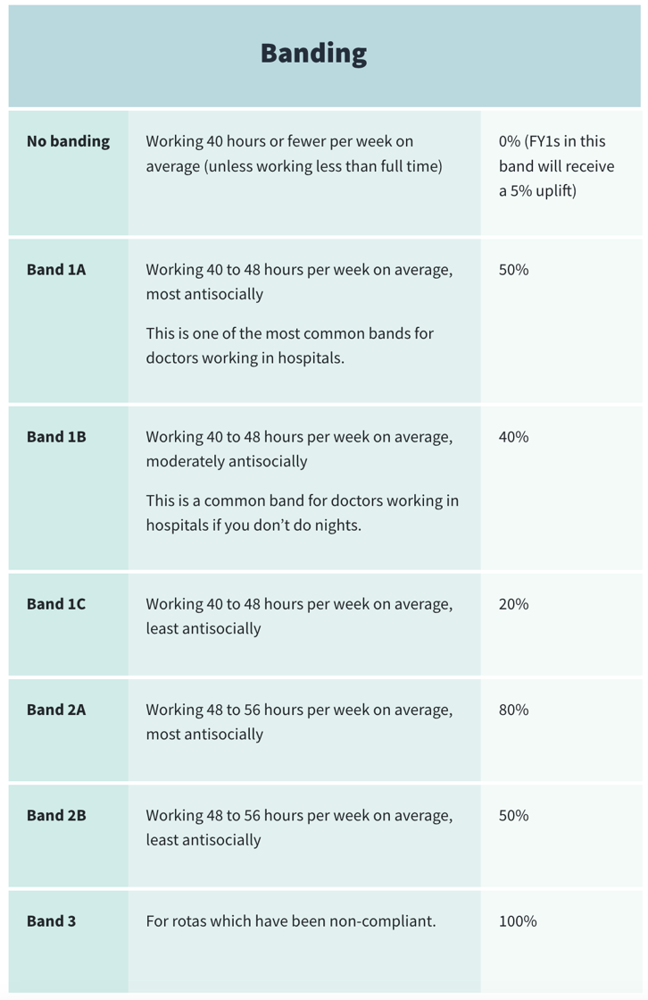 Banding
No banding
Working 40 hours or fewer per week on
average (unless working less than full time)
0% (FY1s in this
band will receive
a 5% uplift)
Band 1A
Working 40 to 48 hours per week on average,
most antisocially
This is one of the most common bands for
doctors working in hospitals.
50%
Band 1B
Working 40 to 48 hours per week on average,
moderately antisocially
This is a common band for doctors working in
hospitals if you don’t do nights.
40%
Band 1C
Working 40 to 48 hours per week on average,
least antisocially
20%
Band 2A
Working 48 to 56 hours per week on average,
most antisocially
80%
Band 2B
Working 48 to 56 hours per week on average,
least antisocially
50%
Band 3
For rotas which have been non-compliant.
100%